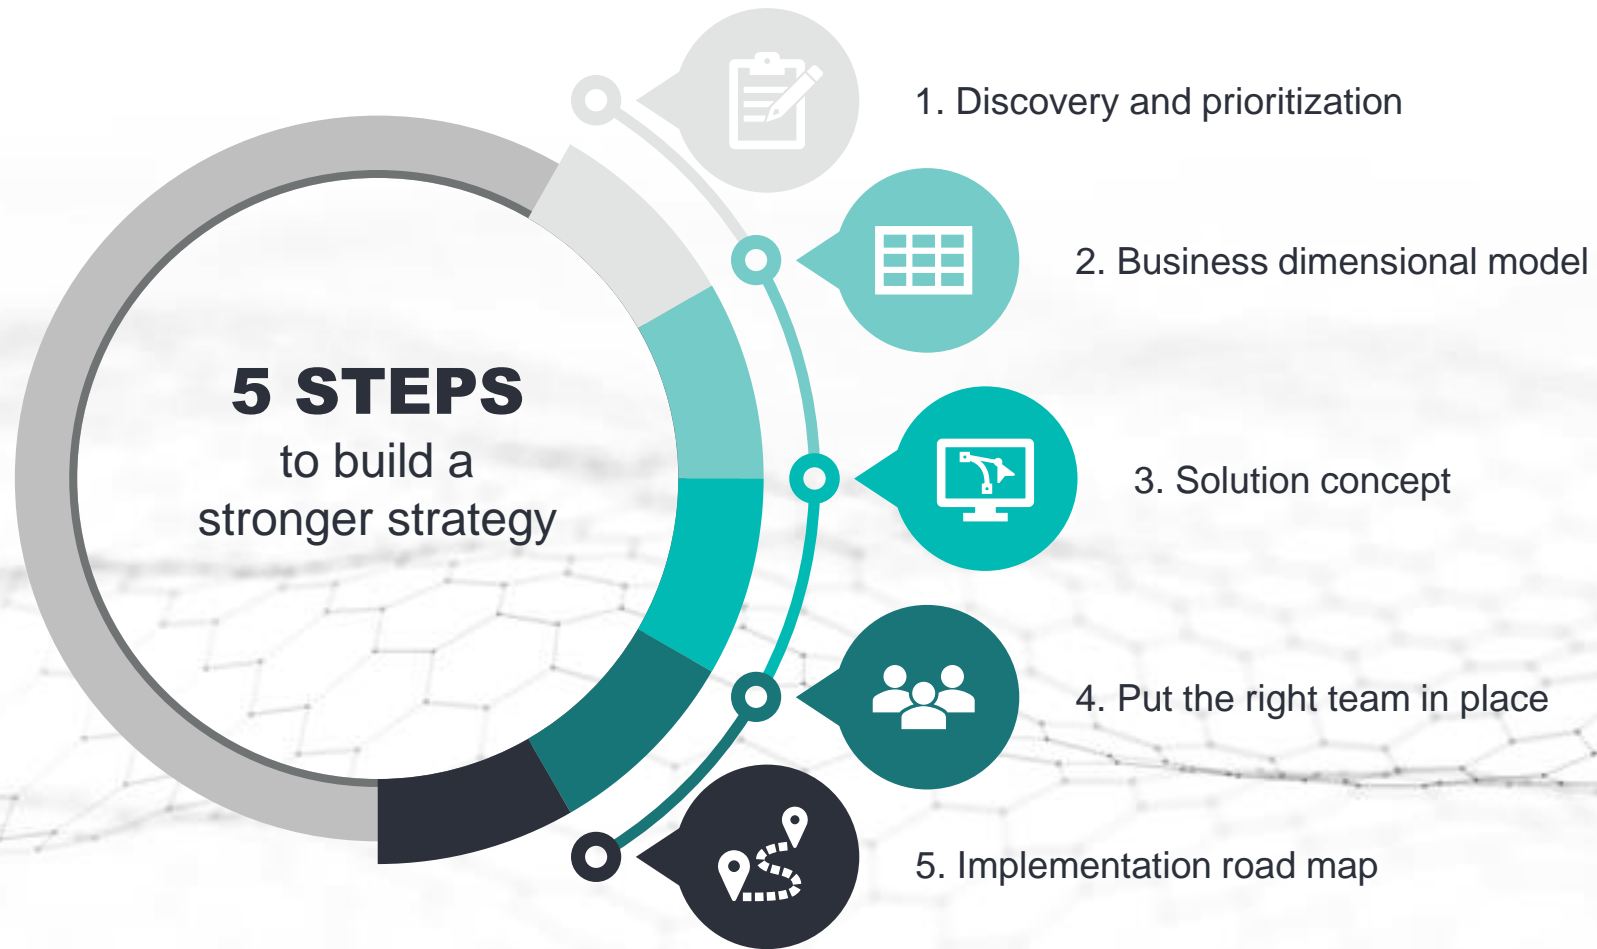 5 STEPS
to build a
stronger strategy
1. Discovery and prioritization
2. Business dimensional model
3. Solution concept
4. Put the right team in place
5. Implementation road map